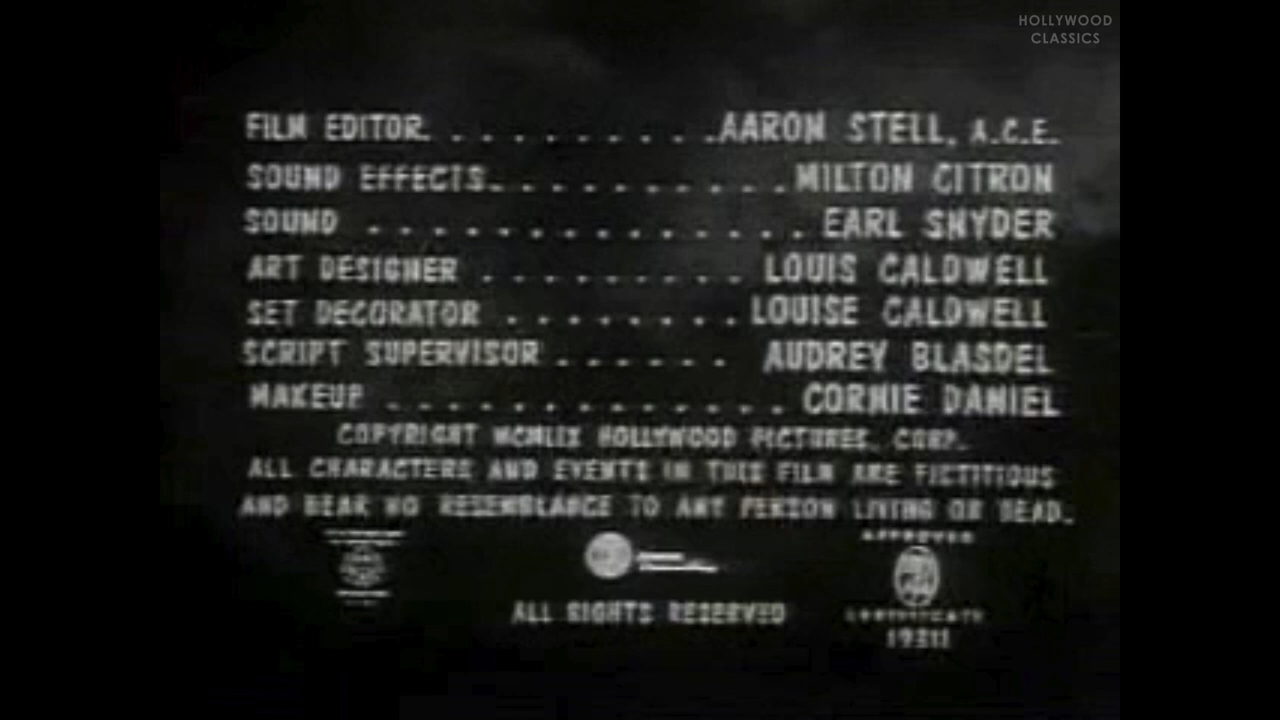 HOLLYWOOD
CLASSICS
FILM EDITOR..........AARON STELL, A.C.E.
SOUND EFFECTS...........MILTON CITRON
SOUND ................ EARL SNYDER
ART DESIGNER ......... LOUIS CALDWELL
SET DECORATOR ........ LOUISE CALDWELL
SCRIPT SUPERVISOR ...... AUDREY BLASDEL
MAKEUP ............. CORNIE DANIEL
COPYRIGHT MCMLIX HOLLYWOOD PICTURES. CORP.
ALL CHARACTERS AND EVENTS IN THIS FILM ARE FICTITIOUS
AND BEAR NO RESEMBLANCE TO ANY PERSON LIVING OR DEAD.
APPROVED
ALL RIGHTS RESERVED
CERTIFICATE
19311